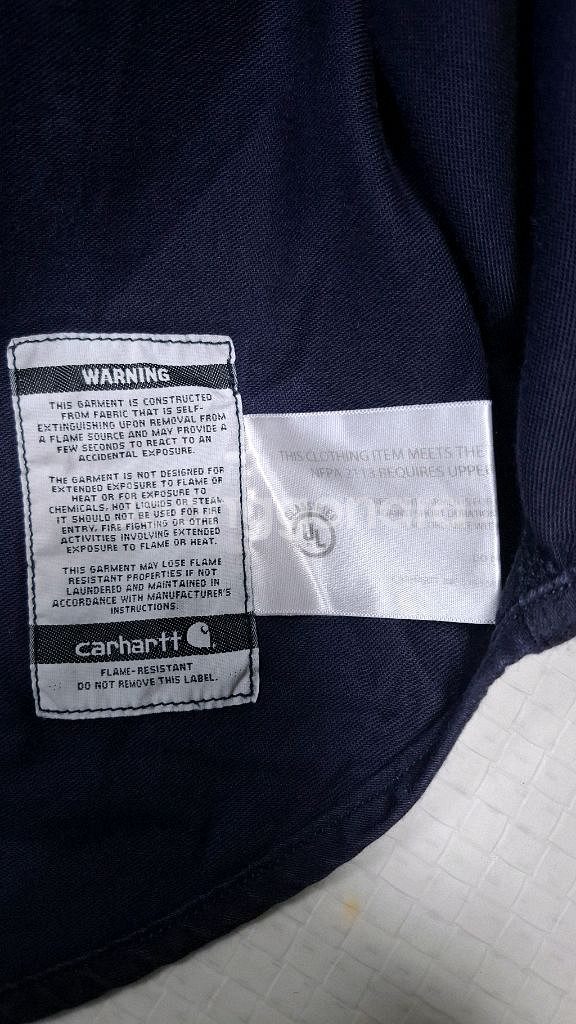 WARNING
THIS GARMENT IS CONSTRUCTED
FROM FABRIC THAT IS SELF-
EXTINGUISHING UPON REMOVAL FROM
A FLAME SOURCE AND MAY PROVIDE A
FEW SECONDS TO REACT TO AN
ACCIDENTAL EXPOSURE.
THE GARMENT IS NOT DESIGNED FOR
EXTENDED EXPOSURE TO FLAME OR
HEAT OR FOR EXPOSURE TO
CHEMICALS, HOT LIQUIDS OR STEAM.
IT SHOULD NOT BE USED FOR FIRE
ENTRY, FIRE FIGHTING OR OTHER
ACTIVITIES INVOLVING EXTENDED
EXPOSURE TO FLAME OR HEAT.
THIS GARMENT MAY LOSE FLAME
RESISTANT PROPERTIES IF NOT
LAUNDERED AND MAINTAINED IN
ACCORDANCE WITH MANUFACTURER'S
INSTRUCTIONS.
carhartt
FLAME-RESISTANT
DO NOT REMOVE THIS LABEL.
THIS CLOTHING ITEM MEETS THE
NFPA 2113 REQUIRES UPPE
UL